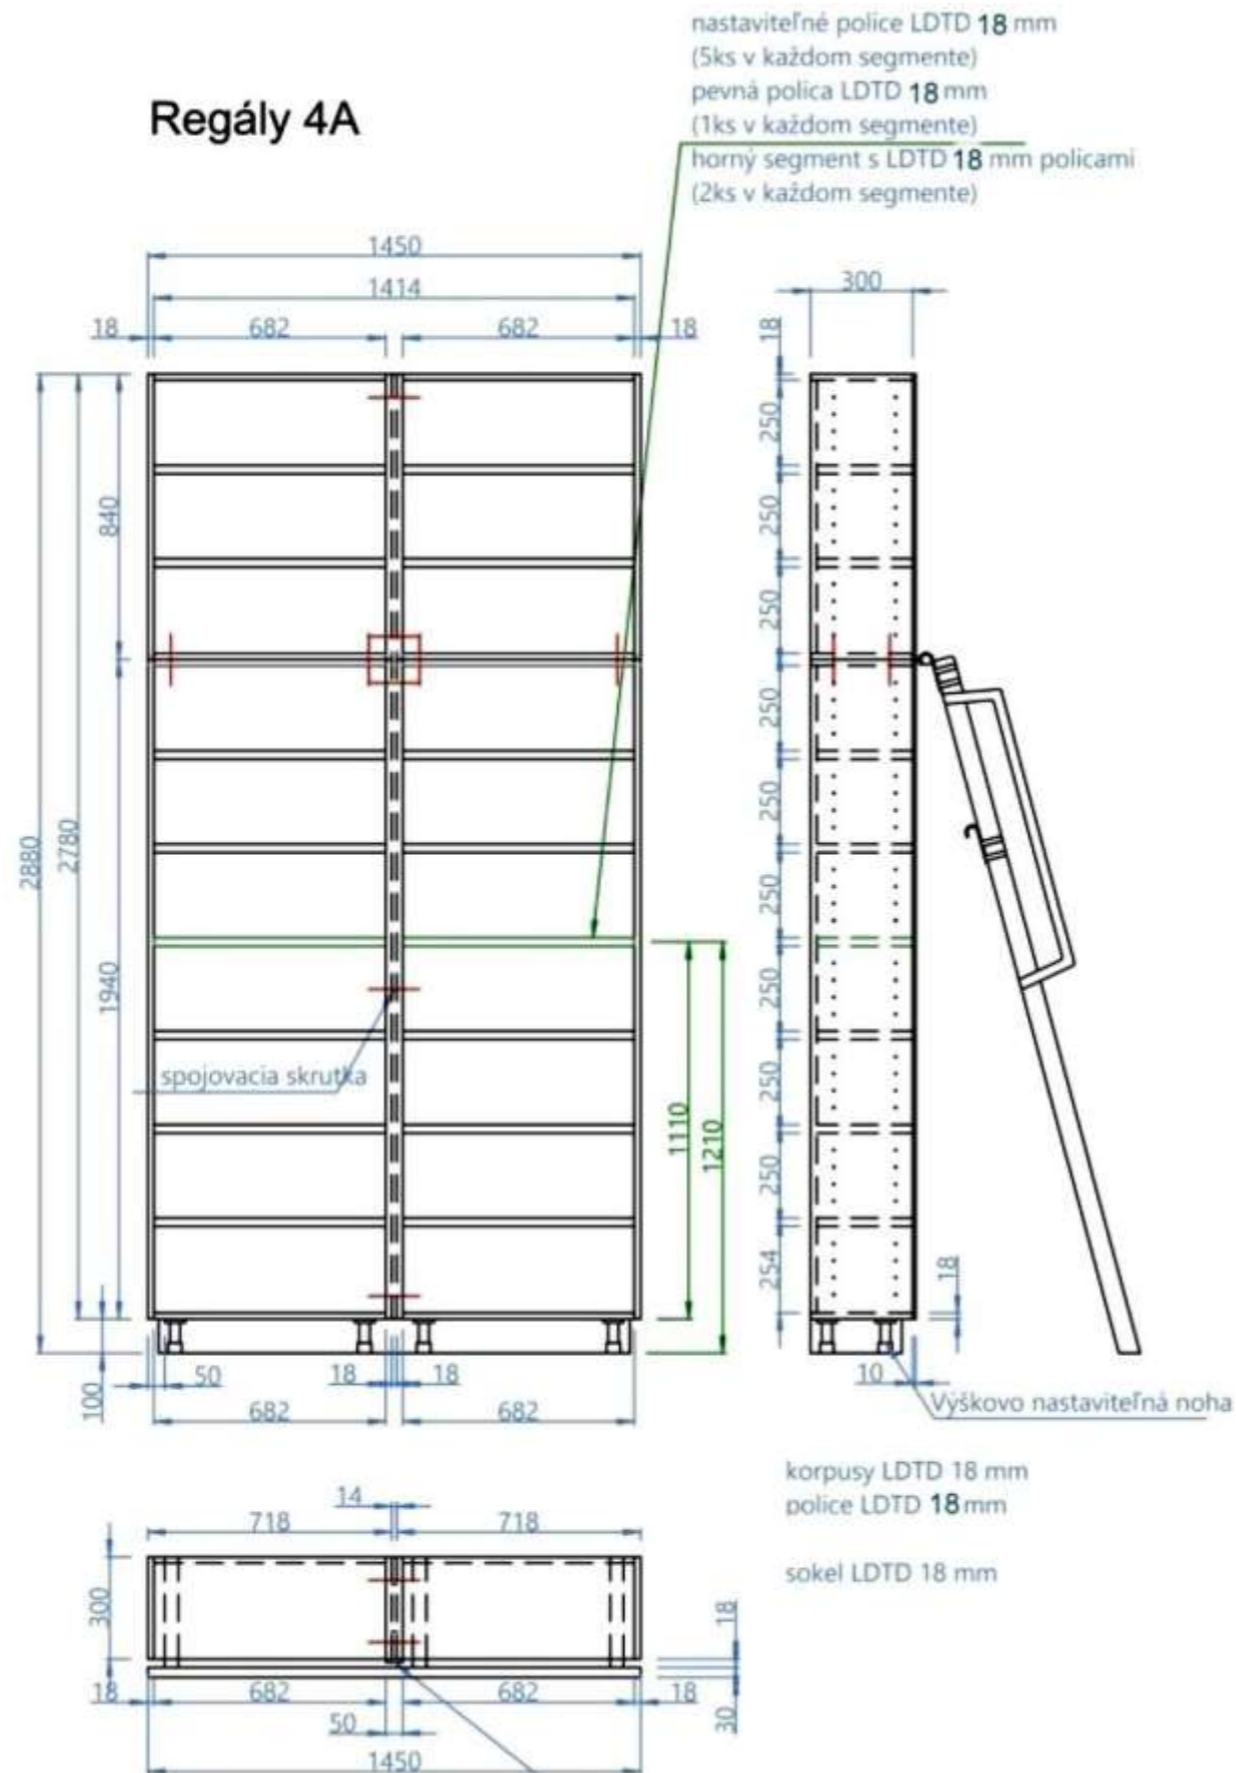 nastaviteľné police LDTD 18 mm
(5ks v každom segmente)
pevná polica LDTD 18 mm
(1ks v každom segmente)
horný segment s LDTD 18 mm policami
(2ks v každom segmente)
Regály 4A
1450
1414
18 682 682 18
300
18
250
250
250
250
250
250
250
250
250
254
18
840
1940
2780
2880
spojovacia skrutka
1110
1210
100
50 18 18
682 682
10
Výškovo nastaviteľná noha
korpusy LDTD 18 mm
police LDTD 18 mm
sokel LDTD 18 mm
14
718 718
300
18
30
18 682 682 18
50
1450